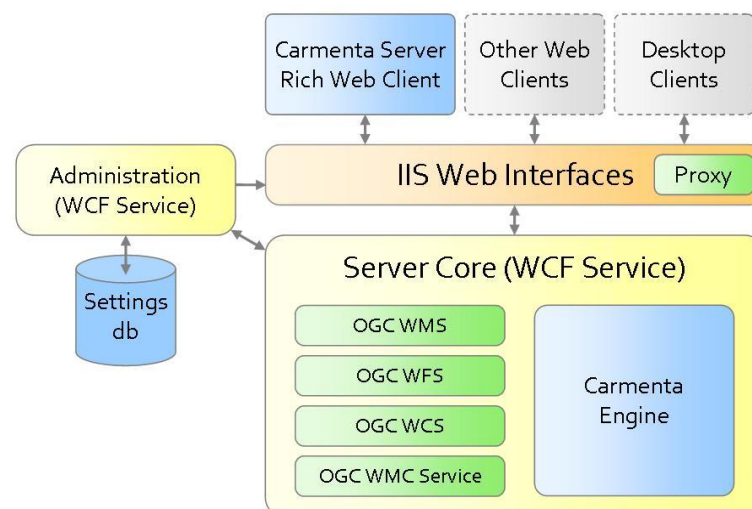 Carmenta Server
Rich Web Client
Other Web
Clients
Desktop
Clients
Administration
(WCF Service)
IIS Web Interfaces
Proxy
Settings
db
Server Core (WCF Service)
OGC WMS
OGC WFS
OGC WCS
OGC WMC Service
Carmenta
Engine